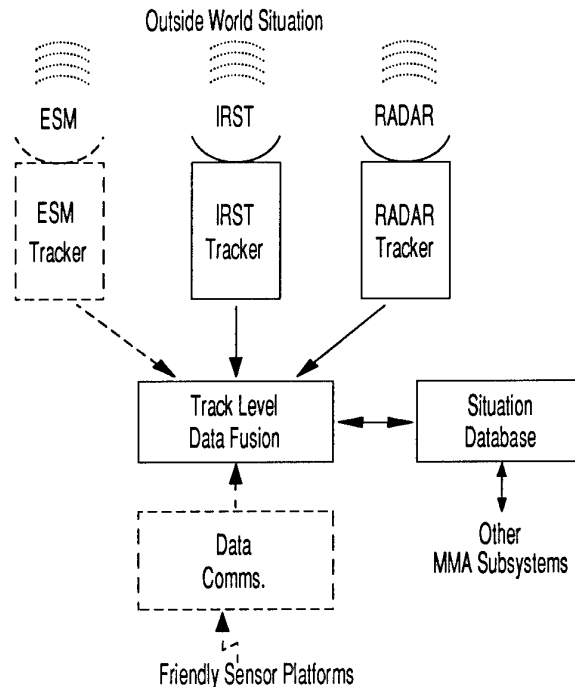 Outside World Situation
ESM
IRST
RADAR
ESM
Tracker
IRST
Tracker
RADAR
Tracker
Track Level
Data Fusion
Situation
Database
Data
Comms.
Other
MMA Subsystems
Friendly Sensor Platforms